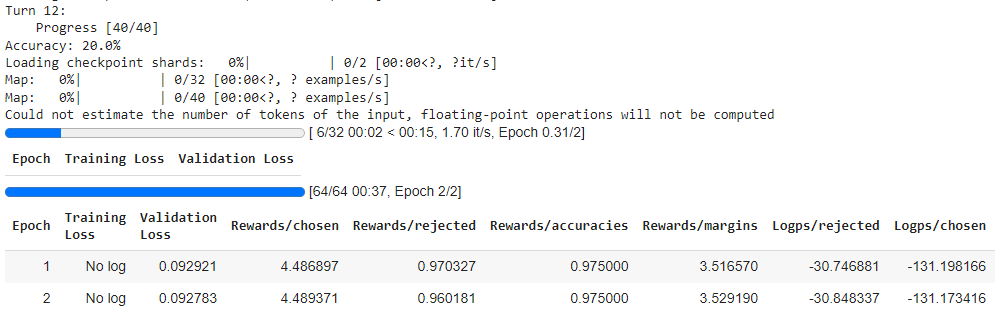 Turn 12:
Progress [40/40]
Accuracy: 20.0%
Loading checkpoint shards:   0%|          | 0/2 [00:00<?, ?it/s]
Map:   0%|          | 0/32 [00:00<?, ? examples/s]
Map:   0%|          | 0/40 [00:00<?, ? examples/s]
Could not estimate the number of tokens of the input, floating-point operations will not be computed
[ 6/32 00:02 < 00:15, 1.70 it/s, Epoch 0.31/2]
Epoch Training Loss Validation Loss
[64/64 00:37, Epoch 2/2]
Epoch Training Loss Validation Loss Rewards/chosen Rewards/rejected Rewards/accuracies Rewards/margins Logps/rejected Logps/chosen
1 No log 0.092921 4.486897 0.970327 0.975000 3.516570 -30.746881 -131.198166
2 No log 0.092783 4.489371 0.960181 0.975000 3.529190 -30.848337 -131.173416